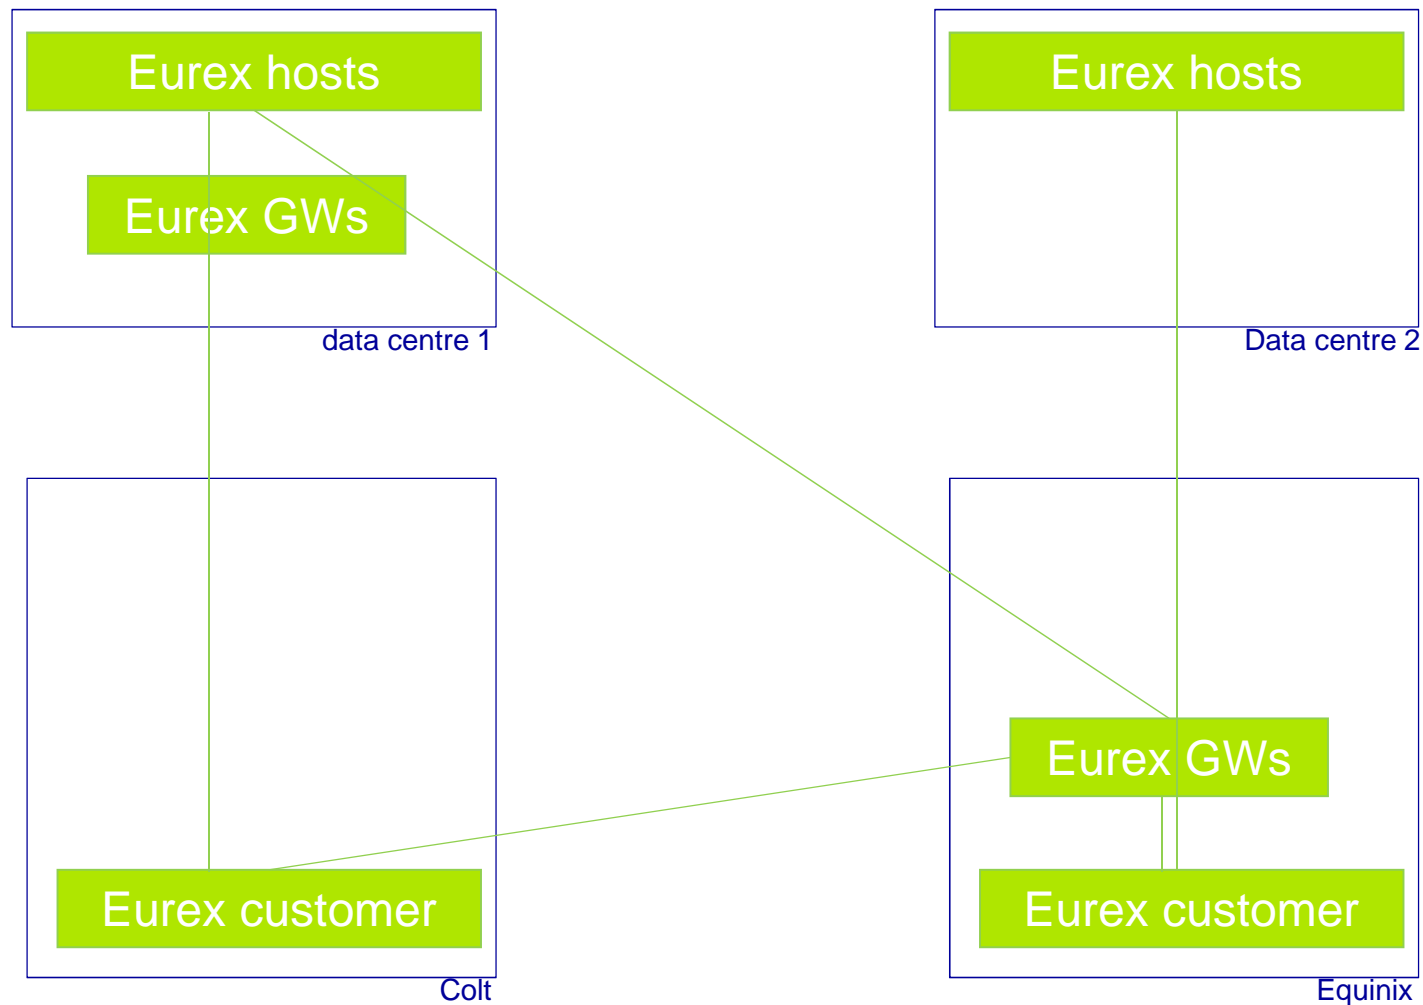 Eurex hosts
Eurex hosts
Eurex GWs
data centre 1
Data centre 2
Eurex GWs
Eurex customer
Eurex customer
Colt
Equinix